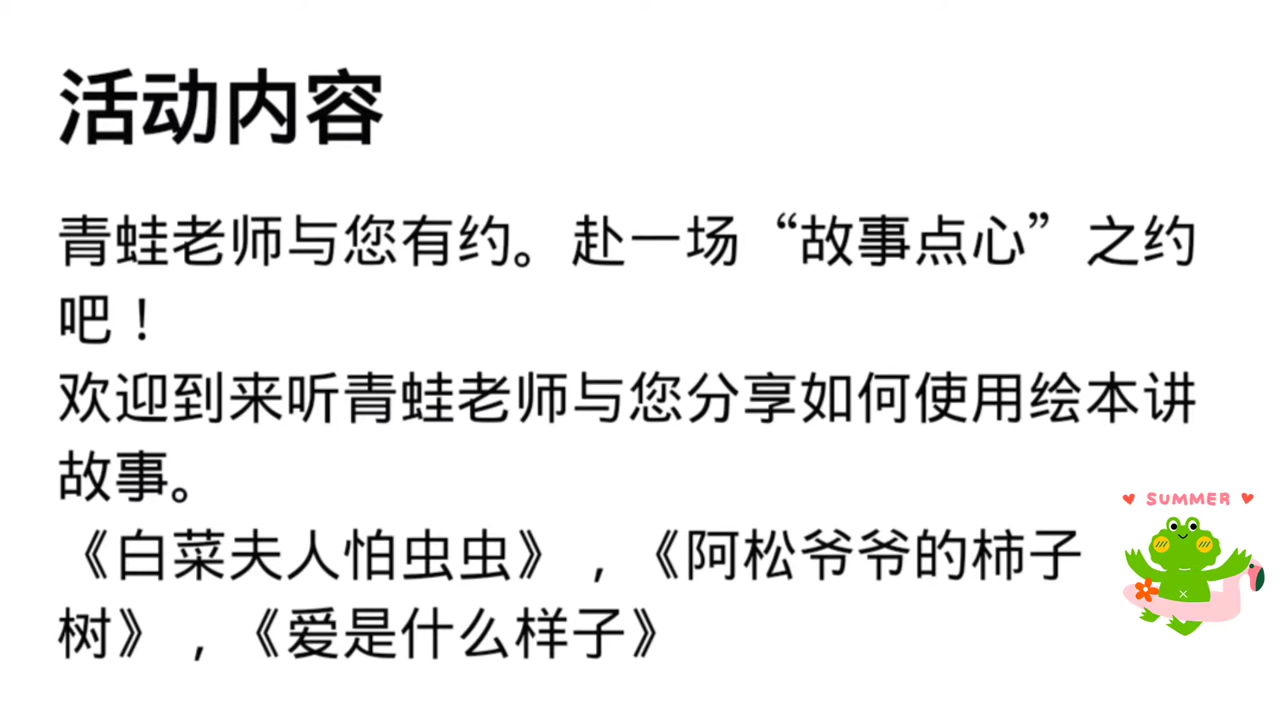 活动内容
青蛙老师与您有约。赴一场“故事点心”之约
吧！
欢迎到来听青蛙老师与您分享如何使用绘本讲
故事。
《白菜夫人怕虫虫》，《阿松爷爷的柿子
树》，《爱是什么样子》
SUMMER